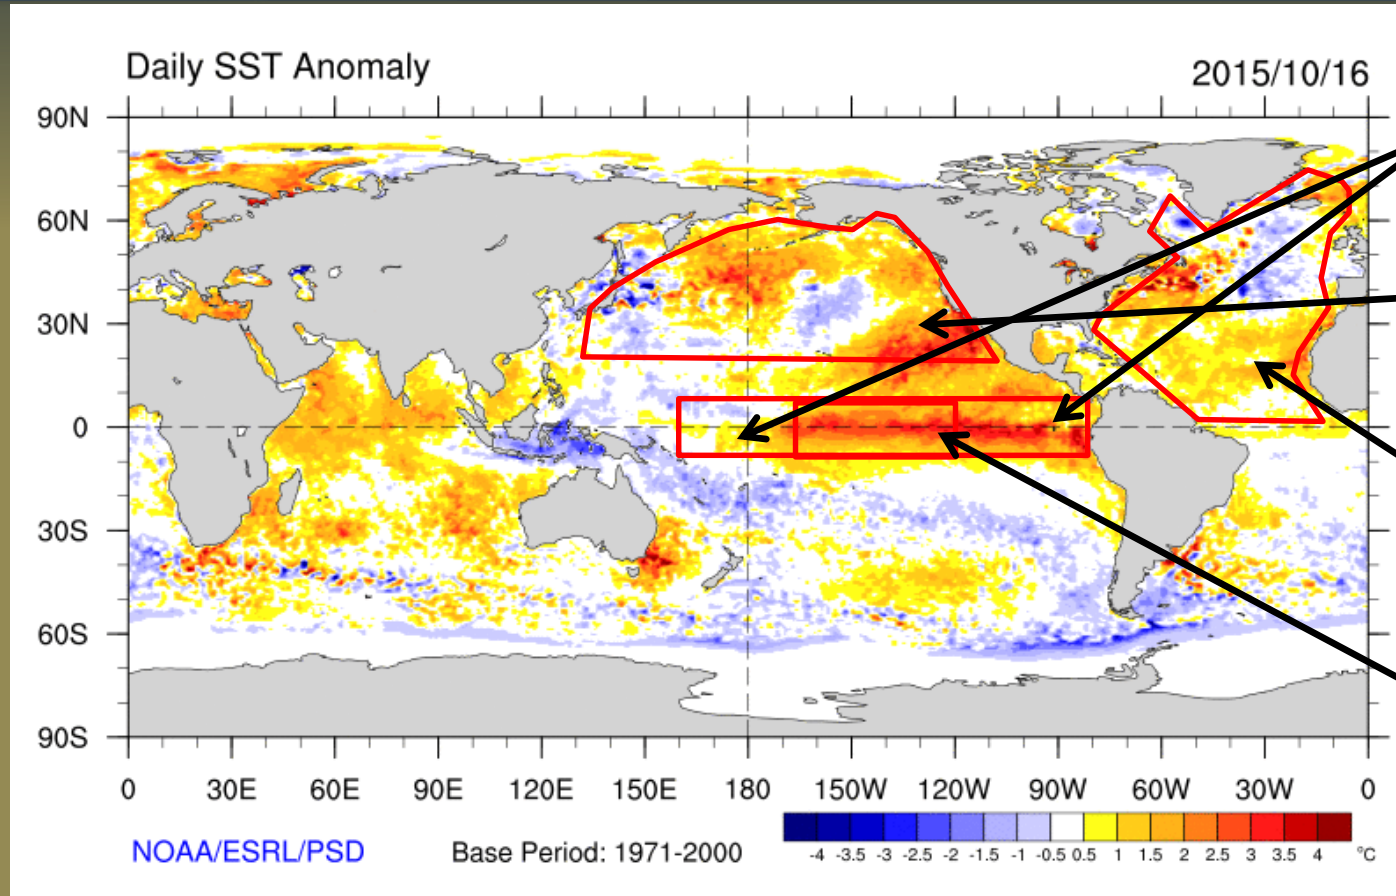 Daily SST Anomaly
2015/10/16
90N
60N
30N
0
30S
60S
90S
0 30E 60E 90E 120E 150E 180 150W 120W 90W 60W 30W 0
NOAA/ESRL/PSD
Base Period: 1971-2000
-4 -3.5 -3 -2.5 -2 -1.5 -1 -0.5 0.5 1 1.5 2 2.5 3 3.5 4 °C